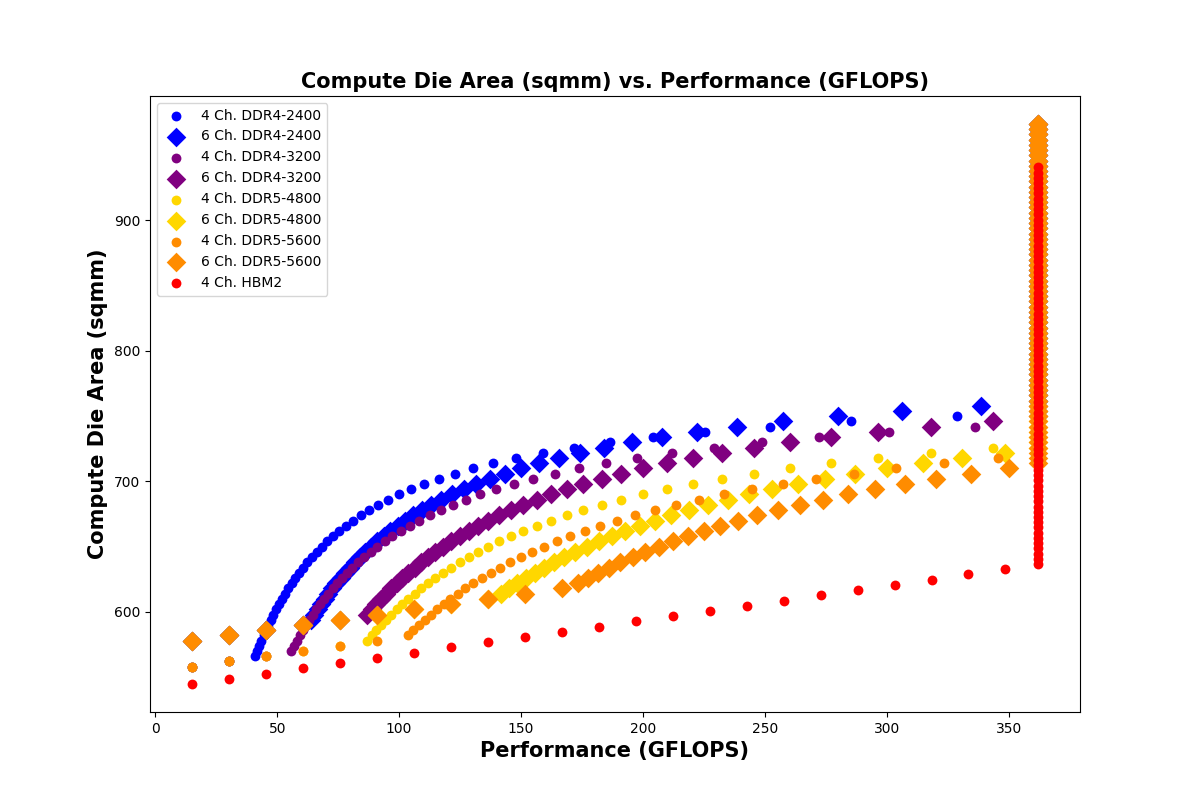 Compute Die Area (sqmm) vs. Performance (GFLOPS)
4 Ch. DDR4-2400
6 Ch. DDR4-2400
4 Ch. DDR4-3200
6 Ch. DDR4-3200
4 Ch. DDR5-4800
6 Ch. DDR5-4800
4 Ch. DDR5-5600
6 Ch. DDR5-5600
4 Ch. HBM2
Compute Die Area (sqmm)
900
800
700
600
0 50 100 150 200 250 300 350
Performance (GFLOPS)